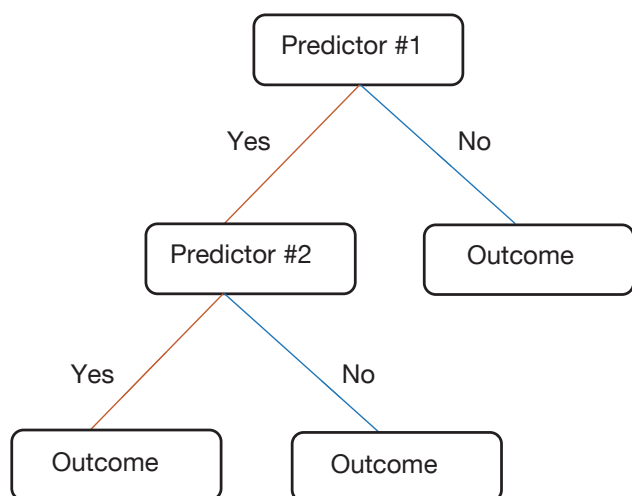 Predictor #1
Yes
No
Predictor #2
Outcome
Yes
No
Outcome
Outcome